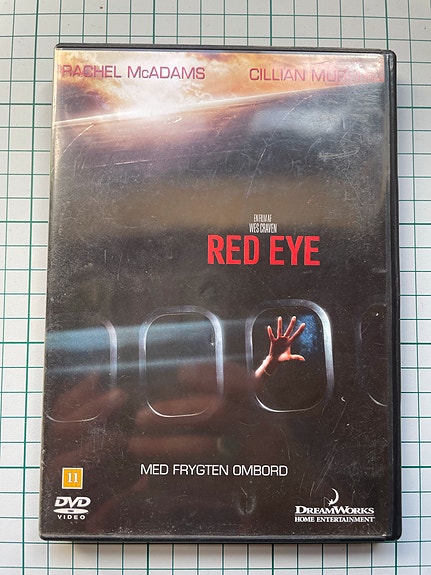 RACHEL McADAMS CILLIAN
EN FILM AF
WES CRAVEN
RED EYE
MED FRYGTEN OMBORD
11
DVD
VIDEO
DREAMWORKS
HOME ENTERTAINMENT